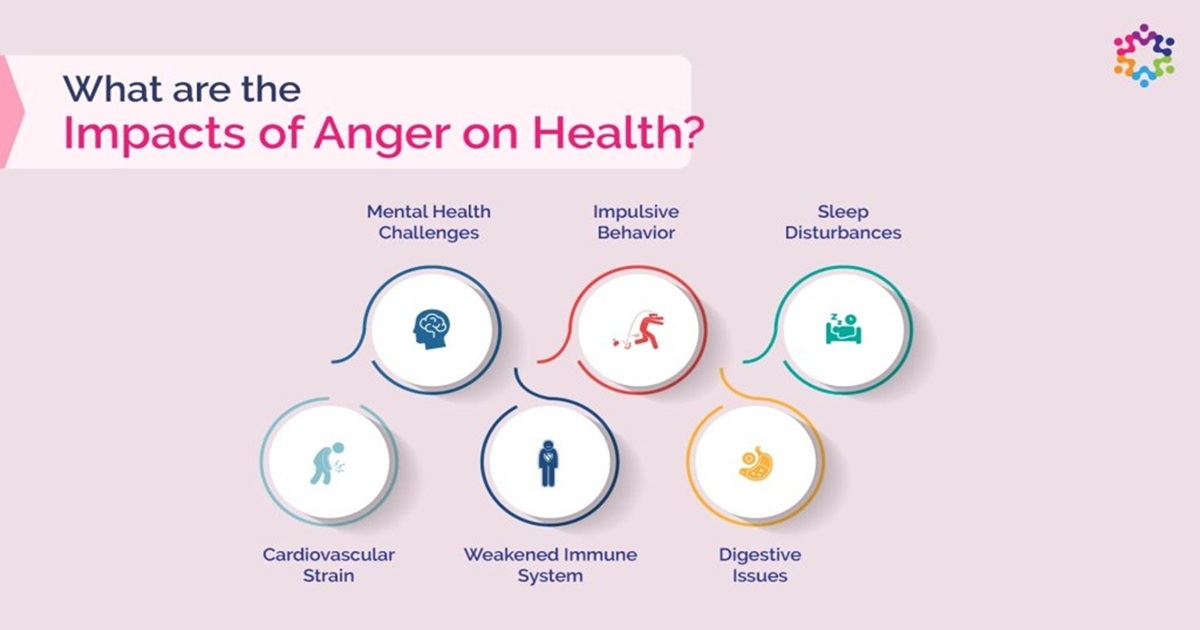 What are the
Impacts of Anger on Health?
Mental Health
Challenges
Impulsive
Behavior
Sleep
Disturbances
Cardiovascular
Strain
Weakened Immune
System
Digestive
Issues